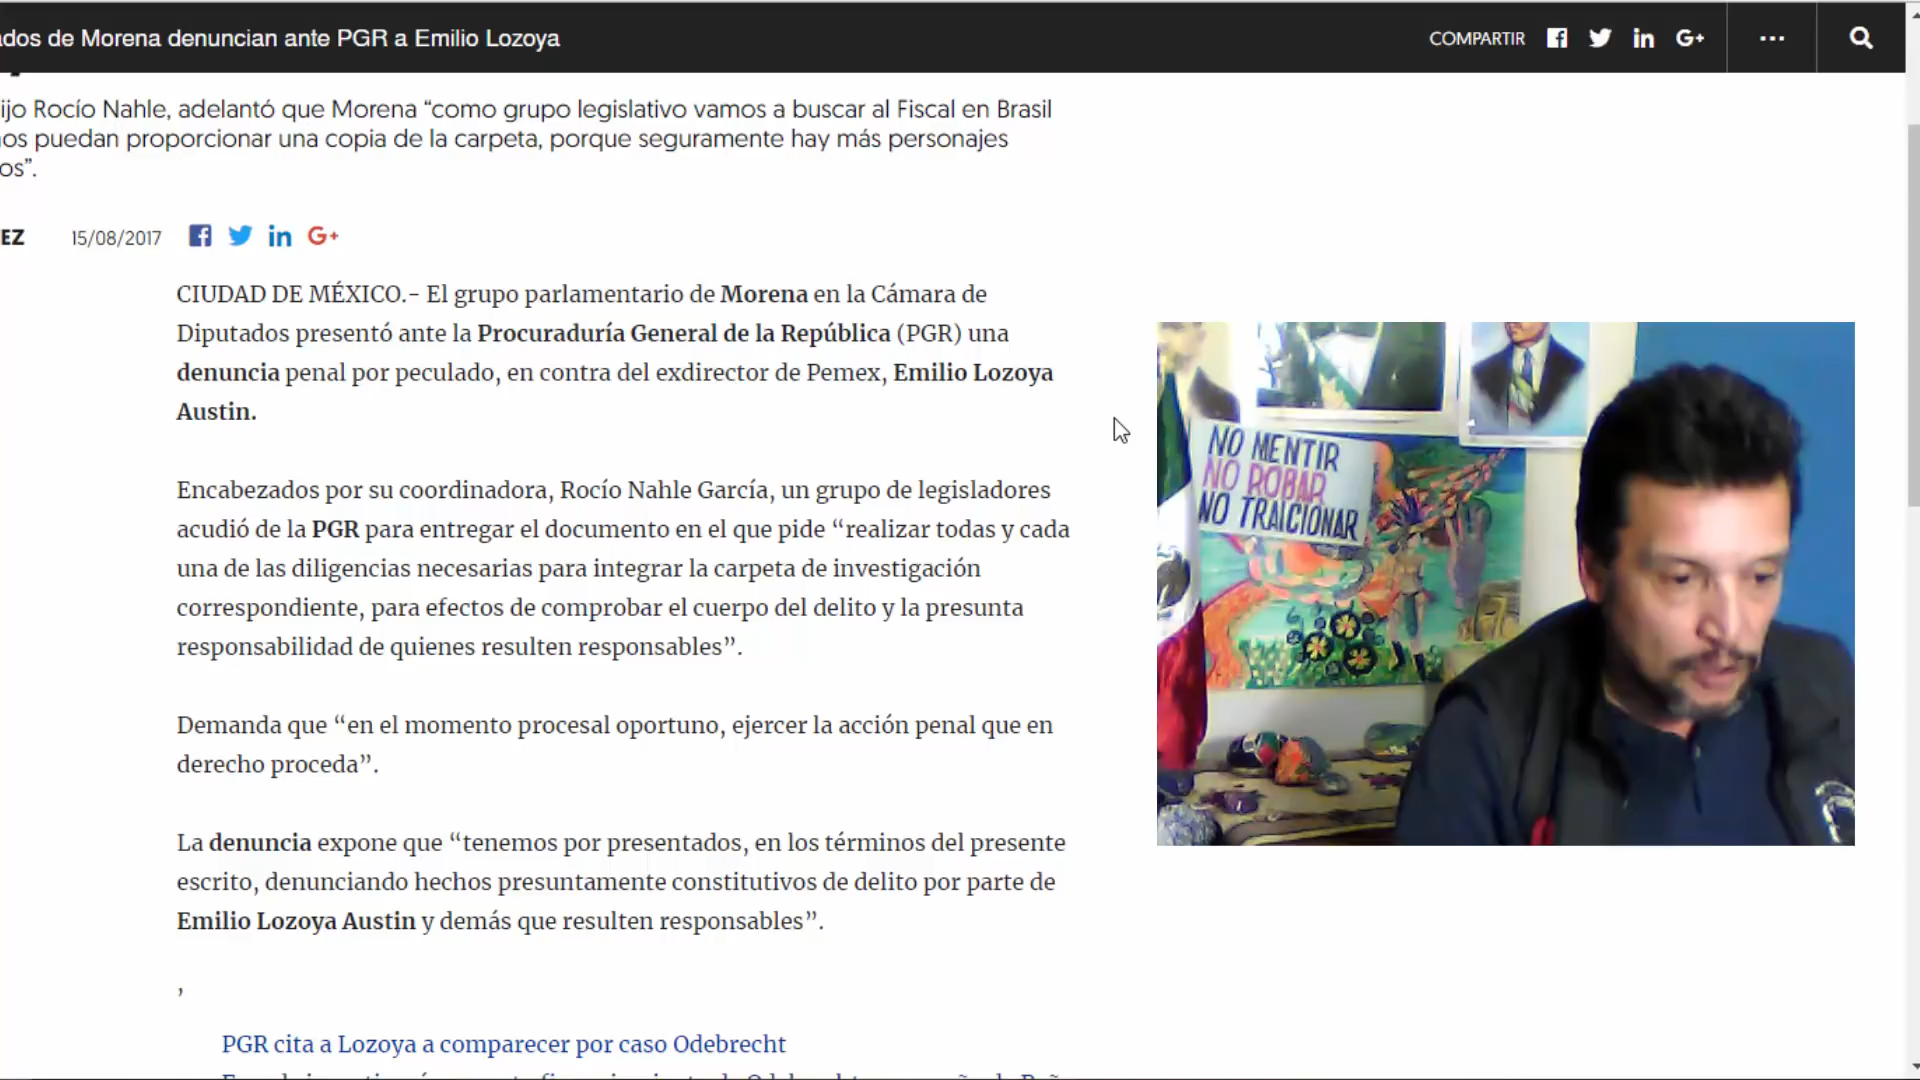 dos de Morena denuncian ante PGR a Emilio Lozoya
COMPARTIR
ijo Rocío Nahle, adelantó que Morena “como grupo legislativo vamos a buscar al Fiscal en Brasil
os puedan proporcionar una copia de la carpeta, porque seguramente hay más personajes
os”.
EZ 15/08/2017
CIUDAD DE MÉXICO.- El grupo parlamentario de Morena en la Cámara de
Diputados presentó ante la Procuraduría General de la República (PGR) una
denuncia penal por peculado, en contra del exdirector de Pemex, Emilio Lozoya
Austin.
Encabezados por su coordinadora, Rocío Nahle García, un grupo de legisladores
acudió de la PGR para entregar el documento en el que pide “realizar todas y cada
una de las diligencias necesarias para integrar la carpeta de investigación
correspondiente, para efectos de comprobar el cuerpo del delito y la presunta
responsabilidad de quienes resulten responsables”.
Demanda que “en el momento procesal oportuno, ejercer la acción penal que en
derecho proceda”.
La denuncia expone que “tenemos por presentados, en los términos del presente
escrito, denunciando hechos presuntamente constitutivos de delito por parte de
Emilio Lozoya Austin y demás que resulten responsables”.
,
PGR cita a Lozoya a comparecer por caso Odebrecht
NO MENTIR
NO ROBAR
NO TRAICIONAR